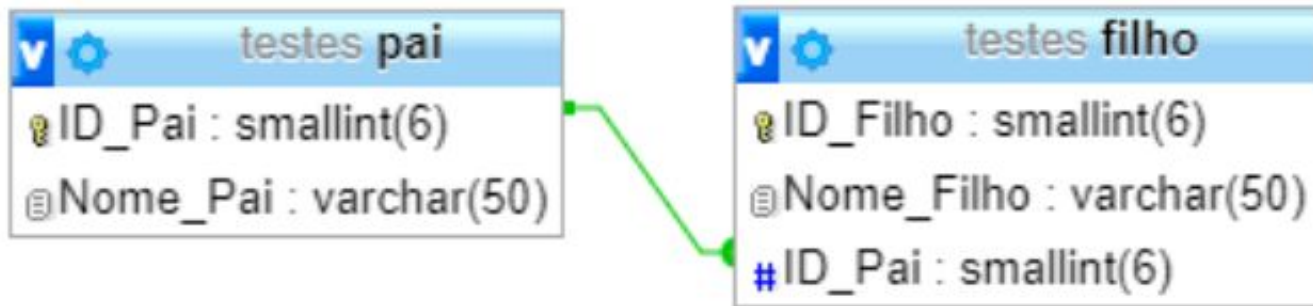 testes pai
ID_Pai : smallint(6)
Nome_Pai : varchar(50)
testes filho
ID_Filho : smallint(6)
Nome_Filho : varchar(50)
#ID_Pai : smallint(6)